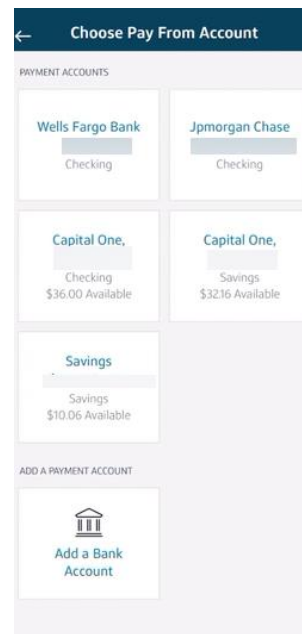 Choose Pay From Account
PAYMENT ACCOUNTS
Wells Fargo Bank
Checking
Jpmorgan Chase
Checking
Capital One,
Checking
$36.00 Available
Capital One,
Savings
$32.16 Available
Savings
Savings
$10.06 Available
ADD A PAYMENT ACCOUNT
Add a Bank
Account